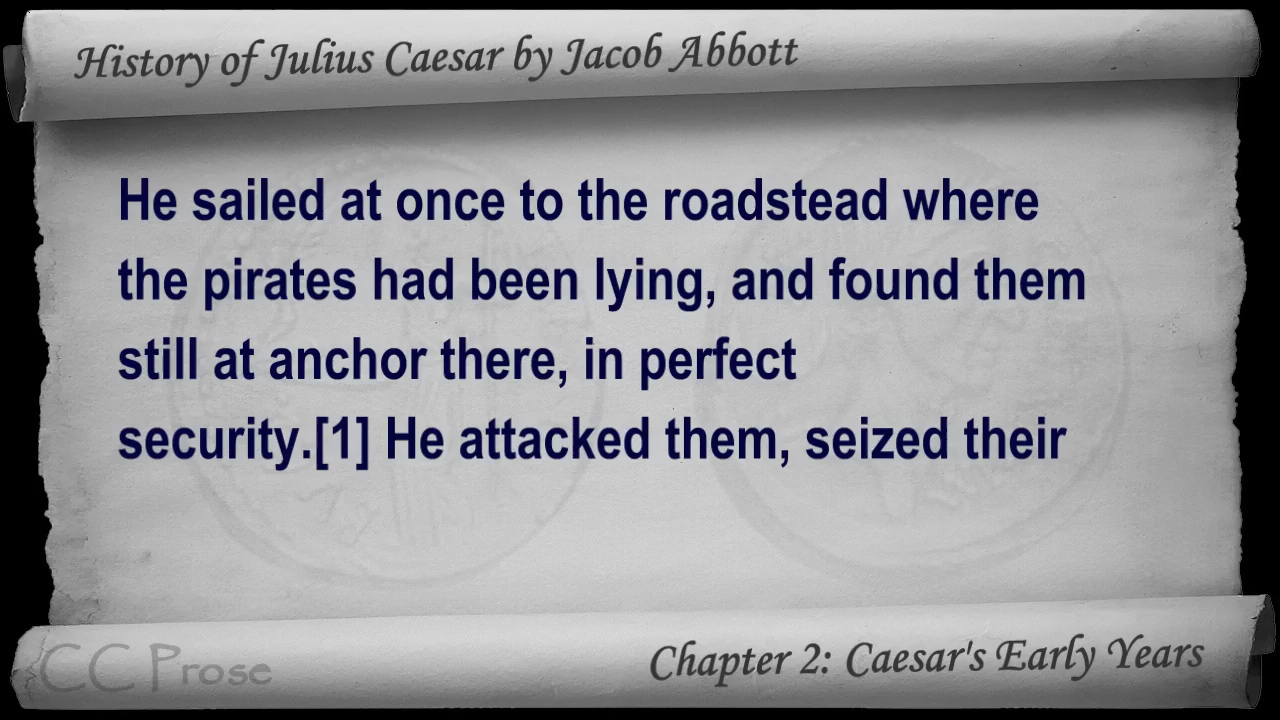 History of Julius Caesar by Jacob Abbott
He sailed at once to the roadstead where
the pirates had been lying, and found them
still at anchor there, in perfect
security.[1] He attacked them, seized their
CC Prose
Chapter 2: Caesar's Early Years